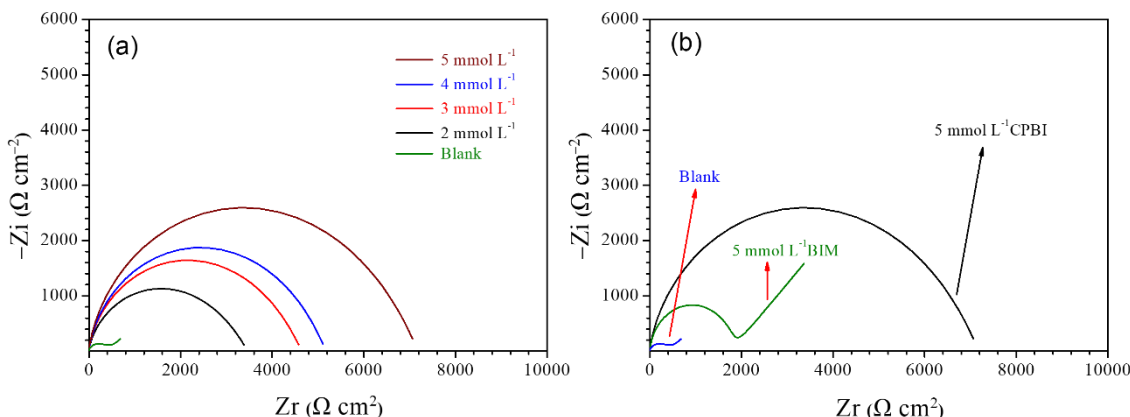 (a)
6000
5000
4000
3000
2000
1000
0
2000
4000
6000
8000
10000
−Zi (Ω cm⁻²)
Zr (Ω cm²)
5 mmol L⁻¹
4 mmol L⁻¹
3 mmol L⁻¹
2 mmol L⁻¹
Blank
(b)
6000
5000
4000
3000
2000
1000
0
2000
4000
6000
8000
10000
−Zi (Ω cm⁻²)
Zr (Ω cm²)
5 mmol L⁻¹CPBI
Blank
5 mmol L⁻¹BIM